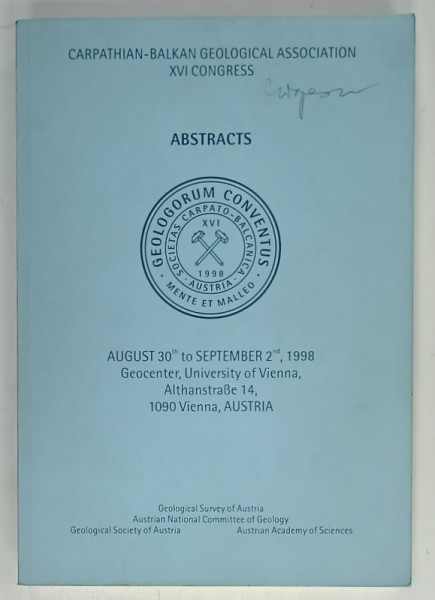 CARPATHIAN-BALKAN GEOLOGICAL ASSOCIATION
XVI CONGRESS
ABSTRACTS
GEOLOGORUM CONVENTUS
· MENTE ET MALLEO ·
SOCIETAS CARPATO-BALCANICA
· AUSTRIA ·
XVI
1998
AUGUST 30th to SEPTEMBER 2nd, 1998
Geocenter, University of Vienna,
Althanstraße 14,
1090 Vienna, AUSTRIA
Geological Survey of Austria
Austrian National Committee of Geology
Geological Society of Austria Austrian Academy of Sciences